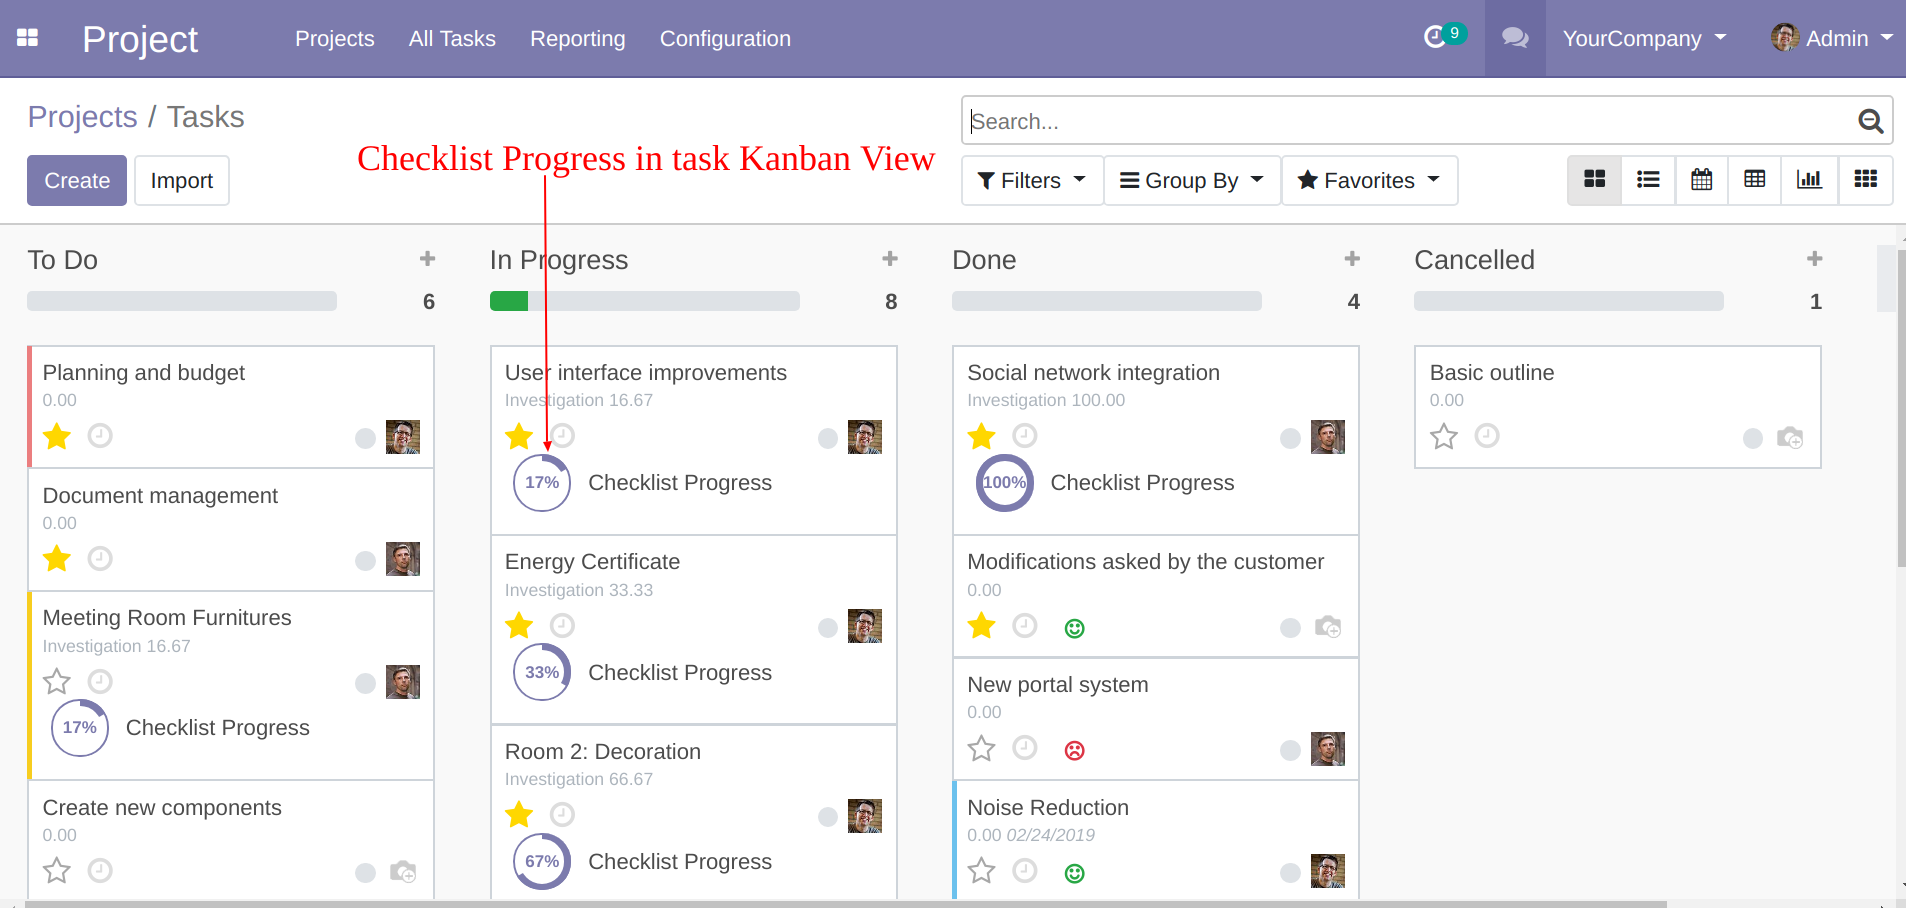 Project
Projects
All Tasks
Reporting
Configuration
9
YourCompany
Admin
Projects / Tasks
Search...
Checklist Progress in task Kanban View
Create
Import
Filters
Group By
Favorites
To Do
6
Planning and budget
0.00
Document management
0.00
Meeting Room Furnitures
Investigation 16.67
17%
Checklist Progress
Create new components
0.00
In Progress
8
User interface improvements
Investigation 16.67
17%
Checklist Progress
Energy Certificate
Investigation 33.33
33%
Checklist Progress
Room 2: Decoration
Investigation 66.67
67%
Checklist Progress
Done
4
Social network integration
Investigation 100.00
100%
Checklist Progress
Modifications asked by the customer
0.00
New portal system
0.00
Noise Reduction
0.00 02/24/2019
Cancelled
1
Basic outline
0.00